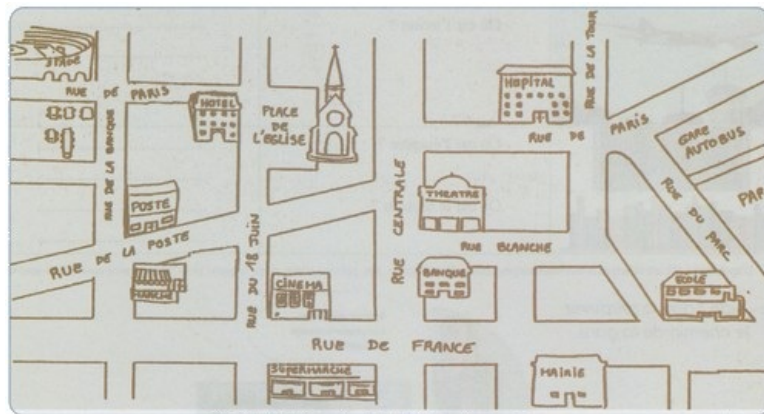 STADE
RUE DE PARIS
HOTEL
PLACE
DE
L'EGLISE
HOPITAL
RUE DE LA TOUR
RUE DE PARIS
GARE
AUTOBUS
RUE DU PARC
PAR
RUE DE LA BANQUE
POSTE
RUE DE LA POSTE
MARCHE
RUE DU 18 JUIN
CINEMA
RUE CENTRALE
THEATRE
RUE BLANCHE
BANQUE
ECOLE
RUE DE FRANCE
SUPERMARCHE
MAIRIE